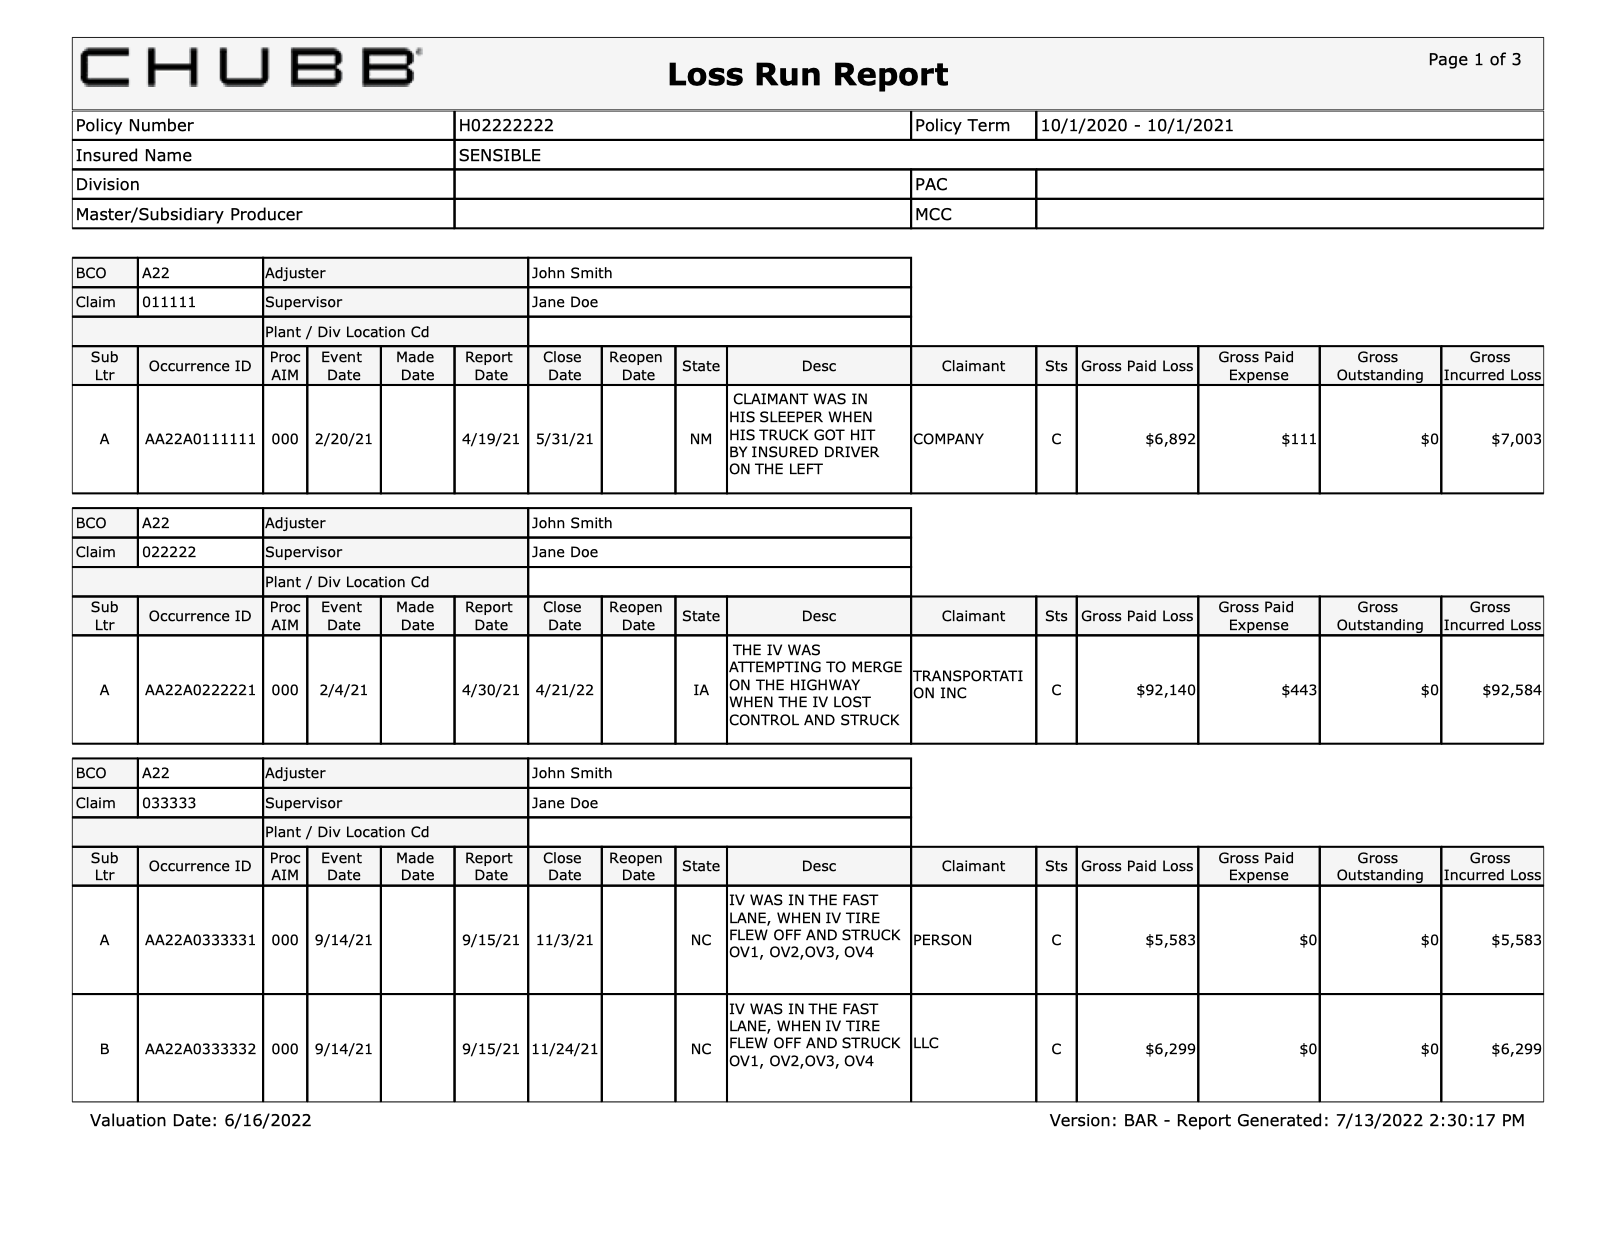 CHUBB
Loss Run Report
Page 1 of 3
Policy Number H02222222 Policy Term 10/1/2020 - 10/1/2021
Insured Name SENSIBLE
Division PAC
Master/Subsidiary Producer MCC
BCO A22 Adjuster John Smith
Claim 011111 Supervisor Jane Doe
Plant / Div Location Cd
Sub Ltr Occurrence ID Proc AIM Event Date Made Date Report Date Close Date Reopen Date State Desc Claimant Sts Gross Paid Loss Gross Paid Expense Gross Outstanding Gross Incurred Loss
A AA22A0111111 000 2/20/21 4/19/21 5/31/21 NM CLAIMANT WAS IN HIS SLEEPER WHEN HIS TRUCK GOT HIT BY INSURED DRIVER ON THE LEFT COMPANY C $6,892 $111 $0 $7,003
BCO A22 Adjuster John Smith
Claim 022222 Supervisor Jane Doe
Plant / Div Location Cd
Sub Ltr Occurrence ID Proc AIM Event Date Made Date Report Date Close Date Reopen Date State Desc Claimant Sts Gross Paid Loss Gross Paid Expense Gross Outstanding Gross Incurred Loss
A AA22A0222221 000 2/4/21 4/30/21 4/21/22 IA THE IV WAS ATTEMPTING TO MERGE ON THE HIGHWAY WHEN THE IV LOST CONTROL AND STRUCK TRANSPORTATI ON INC C $92,140 $443 $0 $92,584
BCO A22 Adjuster John Smith
Claim 033333 Supervisor Jane Doe
Plant / Div Location Cd
Sub Ltr Occurrence ID Proc AIM Event Date Made Date Report Date Close Date Reopen Date State Desc Claimant Sts Gross Paid Loss Gross Paid Expense Gross Outstanding Gross Incurred Loss
A AA22A0333331 000 9/14/21 9/15/21 11/3/21 NC IV WAS IN THE FAST LANE, WHEN IV TIRE FLEW OFF AND STRUCK OV1, OV2,OV3, OV4 PERSON C $5,583 $0 $0 $5,583
B AA22A0333332 000 9/14/21 9/15/21 11/24/21 NC IV WAS IN THE FAST LANE, WHEN IV TIRE FLEW OFF AND STRUCK OV1, OV2,OV3, OV4 LLC C $6,299 $0 $0 $6,299
Valuation Date: 6/16/2022 Version: BAR - Report Generated: 7/13/2022 2:30:17 PM